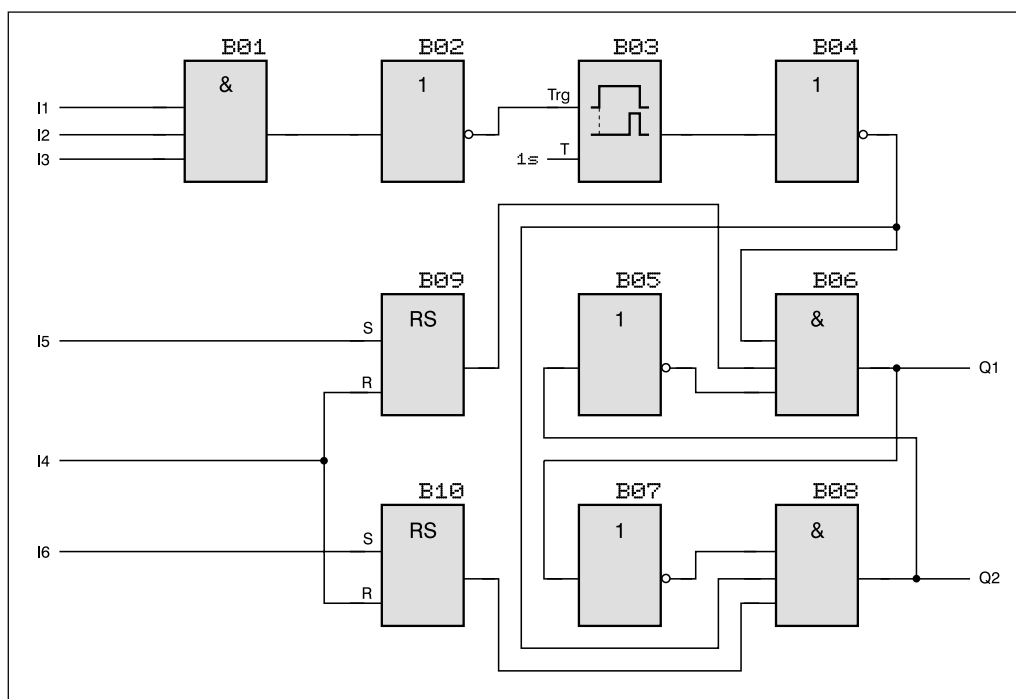 B01 B02 B03 B04
& 1 1
I1 Trg
I2
I3 1s T
B09 B05 B06
RS 1 &
I5 S
R Q1
I4
B10 B07 B08
RS 1 &
I6 S
R Q2